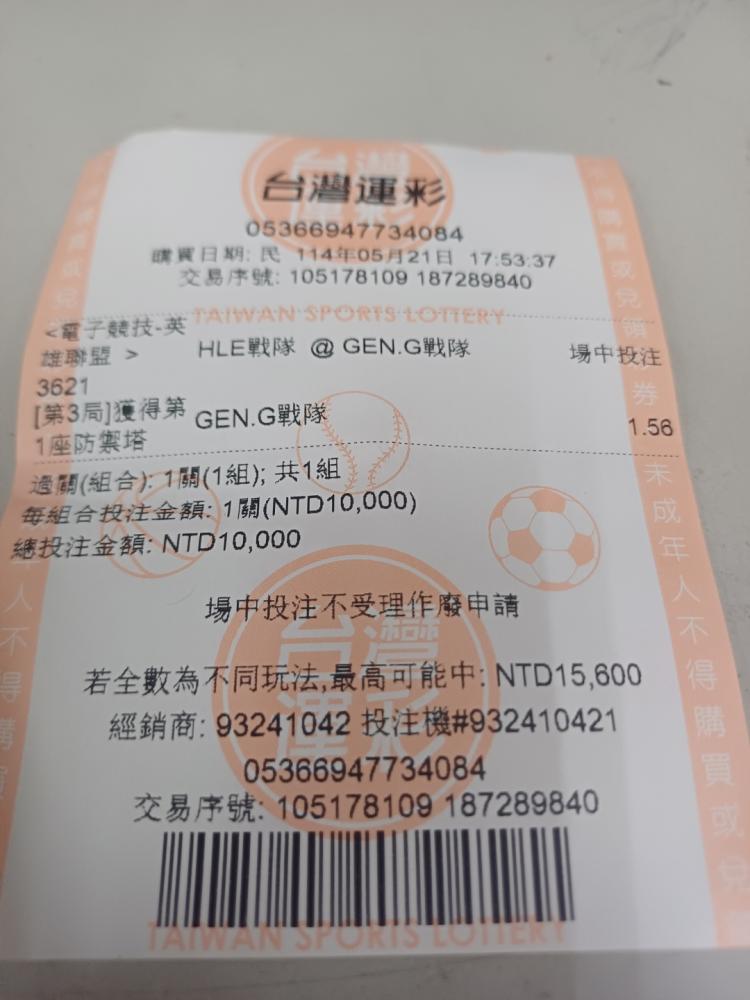 台灣運彩
05366947734084
購買日期: 民 114年05月21日 17:53:37
交易序號: 105178109 187289840
TAIWAN SPORTS LOTTERY
<電子競技-英雄聯盟 >
3621
HLE戰隊 @ GEN.G戰隊
場中投注
[第3局]獲得第1座防禦塔
GEN.G戰隊
1.56
過關(組合): 1關(1組); 共1組
每組合投注金額: 1關(NTD10,000)
總投注金額: NTD10,000
場中投注不受理作廢申請
若全數為不同玩法,最高可能中: NTD15,600
經銷商: 93241042 投注機#932410421
05366947734084
交易序號: 105178109 187289840
TAIWAN SPORTS LOTTERY
台灣運彩
未成年人不得購買或兌